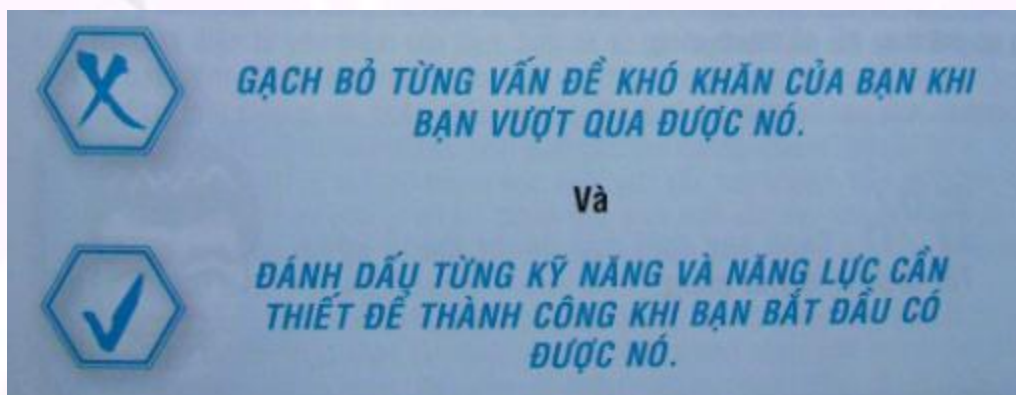 GẠCH BỎ TỪNG VẤN ĐỀ KHÓ KHĂN CỦA BẠN KHI
BẠN VƯỢT QUA ĐƯỢC NÓ.
Và
ĐÁNH DẤU TỪNG KỸ NĂNG VÀ NĂNG LỰC CẦN
THIẾT ĐỂ THÀNH CÔNG KHI BẠN BẮT ĐẦU CÓ
ĐƯỢC NÓ.